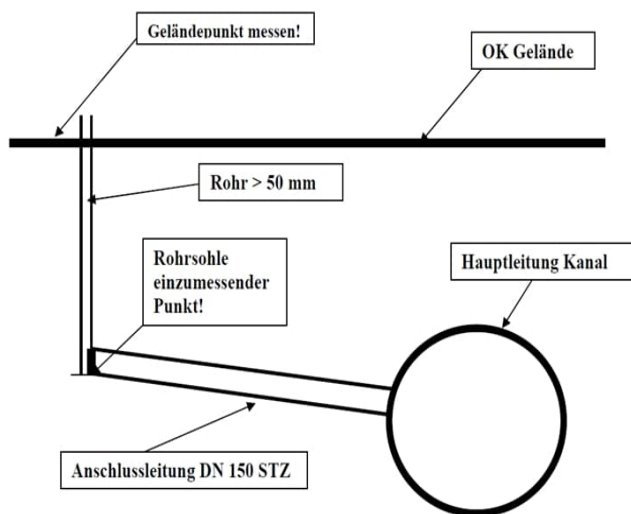 Geländepunkt messen!
OK Gelände
Rohr > 50 mm
Rohrsohle
einzumessender
Punkt!
Hauptleitung Kanal
Anschlussleitung DN 150 STZ